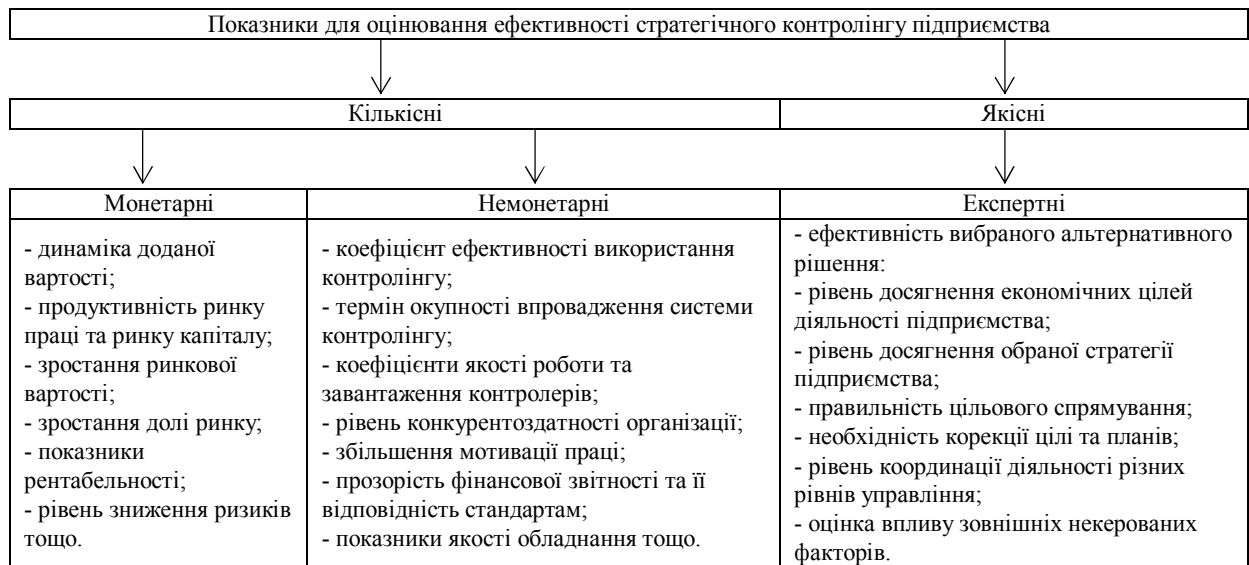 Показники для оцінювання ефективності стратегічного контролінгу підприємства
Кількісні
Якісні
Монетарні
- динаміка доданої
вартості;
- продуктивність ринку
праці та ринку капіталу;
- зростання ринкової
вартості;
- зростання долі ринку;
- показники
рентабельності;
- рівень зниження ризиків
тощо.
Немонетарні
- коефіцієнт ефективності використання
контролінгу;
- термін окупності впровадження системи
контролінгу;
- коефіцієнти якості роботи та
завантаження контролерів;
- рівень конкурентоздатності організації;
- збільшення мотивації праці;
- прозорість фінансової звітності та її
відповідність стандартам;
- показники якості обладнання тощо.
Експертні
- ефективність вибраного альтернативного
рішення:
- рівень досягнення економічних цілей
діяльності підприємства;
- рівень досягнення обраної стратегії
підприємства;
- правильність цільового спрямування;
- необхідність корекції цілі та планів;
- рівень координації діяльності різних
рівнів управління;
- оцінка впливу зовнішніх некерованих
факторів.